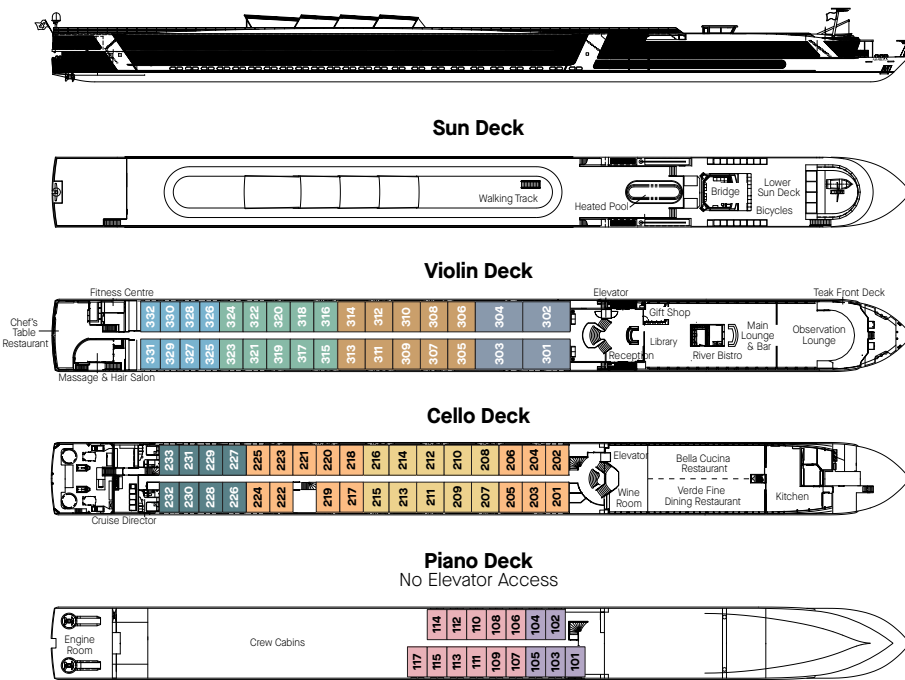 Sun Deck
Walking Track
Heated Pool
Bridge
Lower
Sun Deck
Bicycles
Violin Deck
Fitness Centre
Elevator
Teak Front Deck
Gift Shop
332 330 328 326 324 322 320 318 316 314 312 310 308 306 304 302
Chef's
Table
Restaurant
Main
Lounge
& Bar
Observation
Lounge
Library
Reception
River Bistro
331 329 327 325 323 321 319 317 315 313 311 309 307 305 303 301
Massage & Hair Salon
Cello Deck
233 231 229 227 225 223 221 220 218 216 214 212 210 208 206 204 202
Elevator
Bella Cucina
Restaurant
Wine
Room
Verde Fine
Dining Restaurant
Kitchen
232 230 228 226 224 222 219 217 215 213 211 209 207 205 203 201
Cruise Director
Piano Deck
No Elevator Access
114 112 110 108 106 104 102
Engine
Room
Crew Cabins
117 115 113 111 109 107 105 103 101